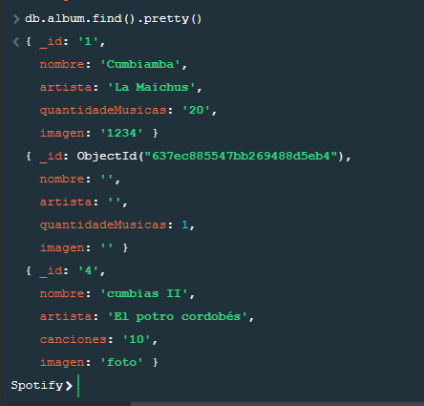 > db.album.find().pretty()
< { _id: '1',
nombre: 'Cumbiamba',
artista: 'La Maichus',
quantidadeMusicas: '20',
imagen: '1234' }
{ _id: ObjectId("637ec885547bb269488d5eb4"),
nombre: '',
artista: '',
quantidadeMusicas: 1,
imagen: '' }
{ _id: '4',
nombre: 'cumbias II',
artista: 'El potro cordobés',
canciones: '10',
imagen: 'foto' }
Spotify>